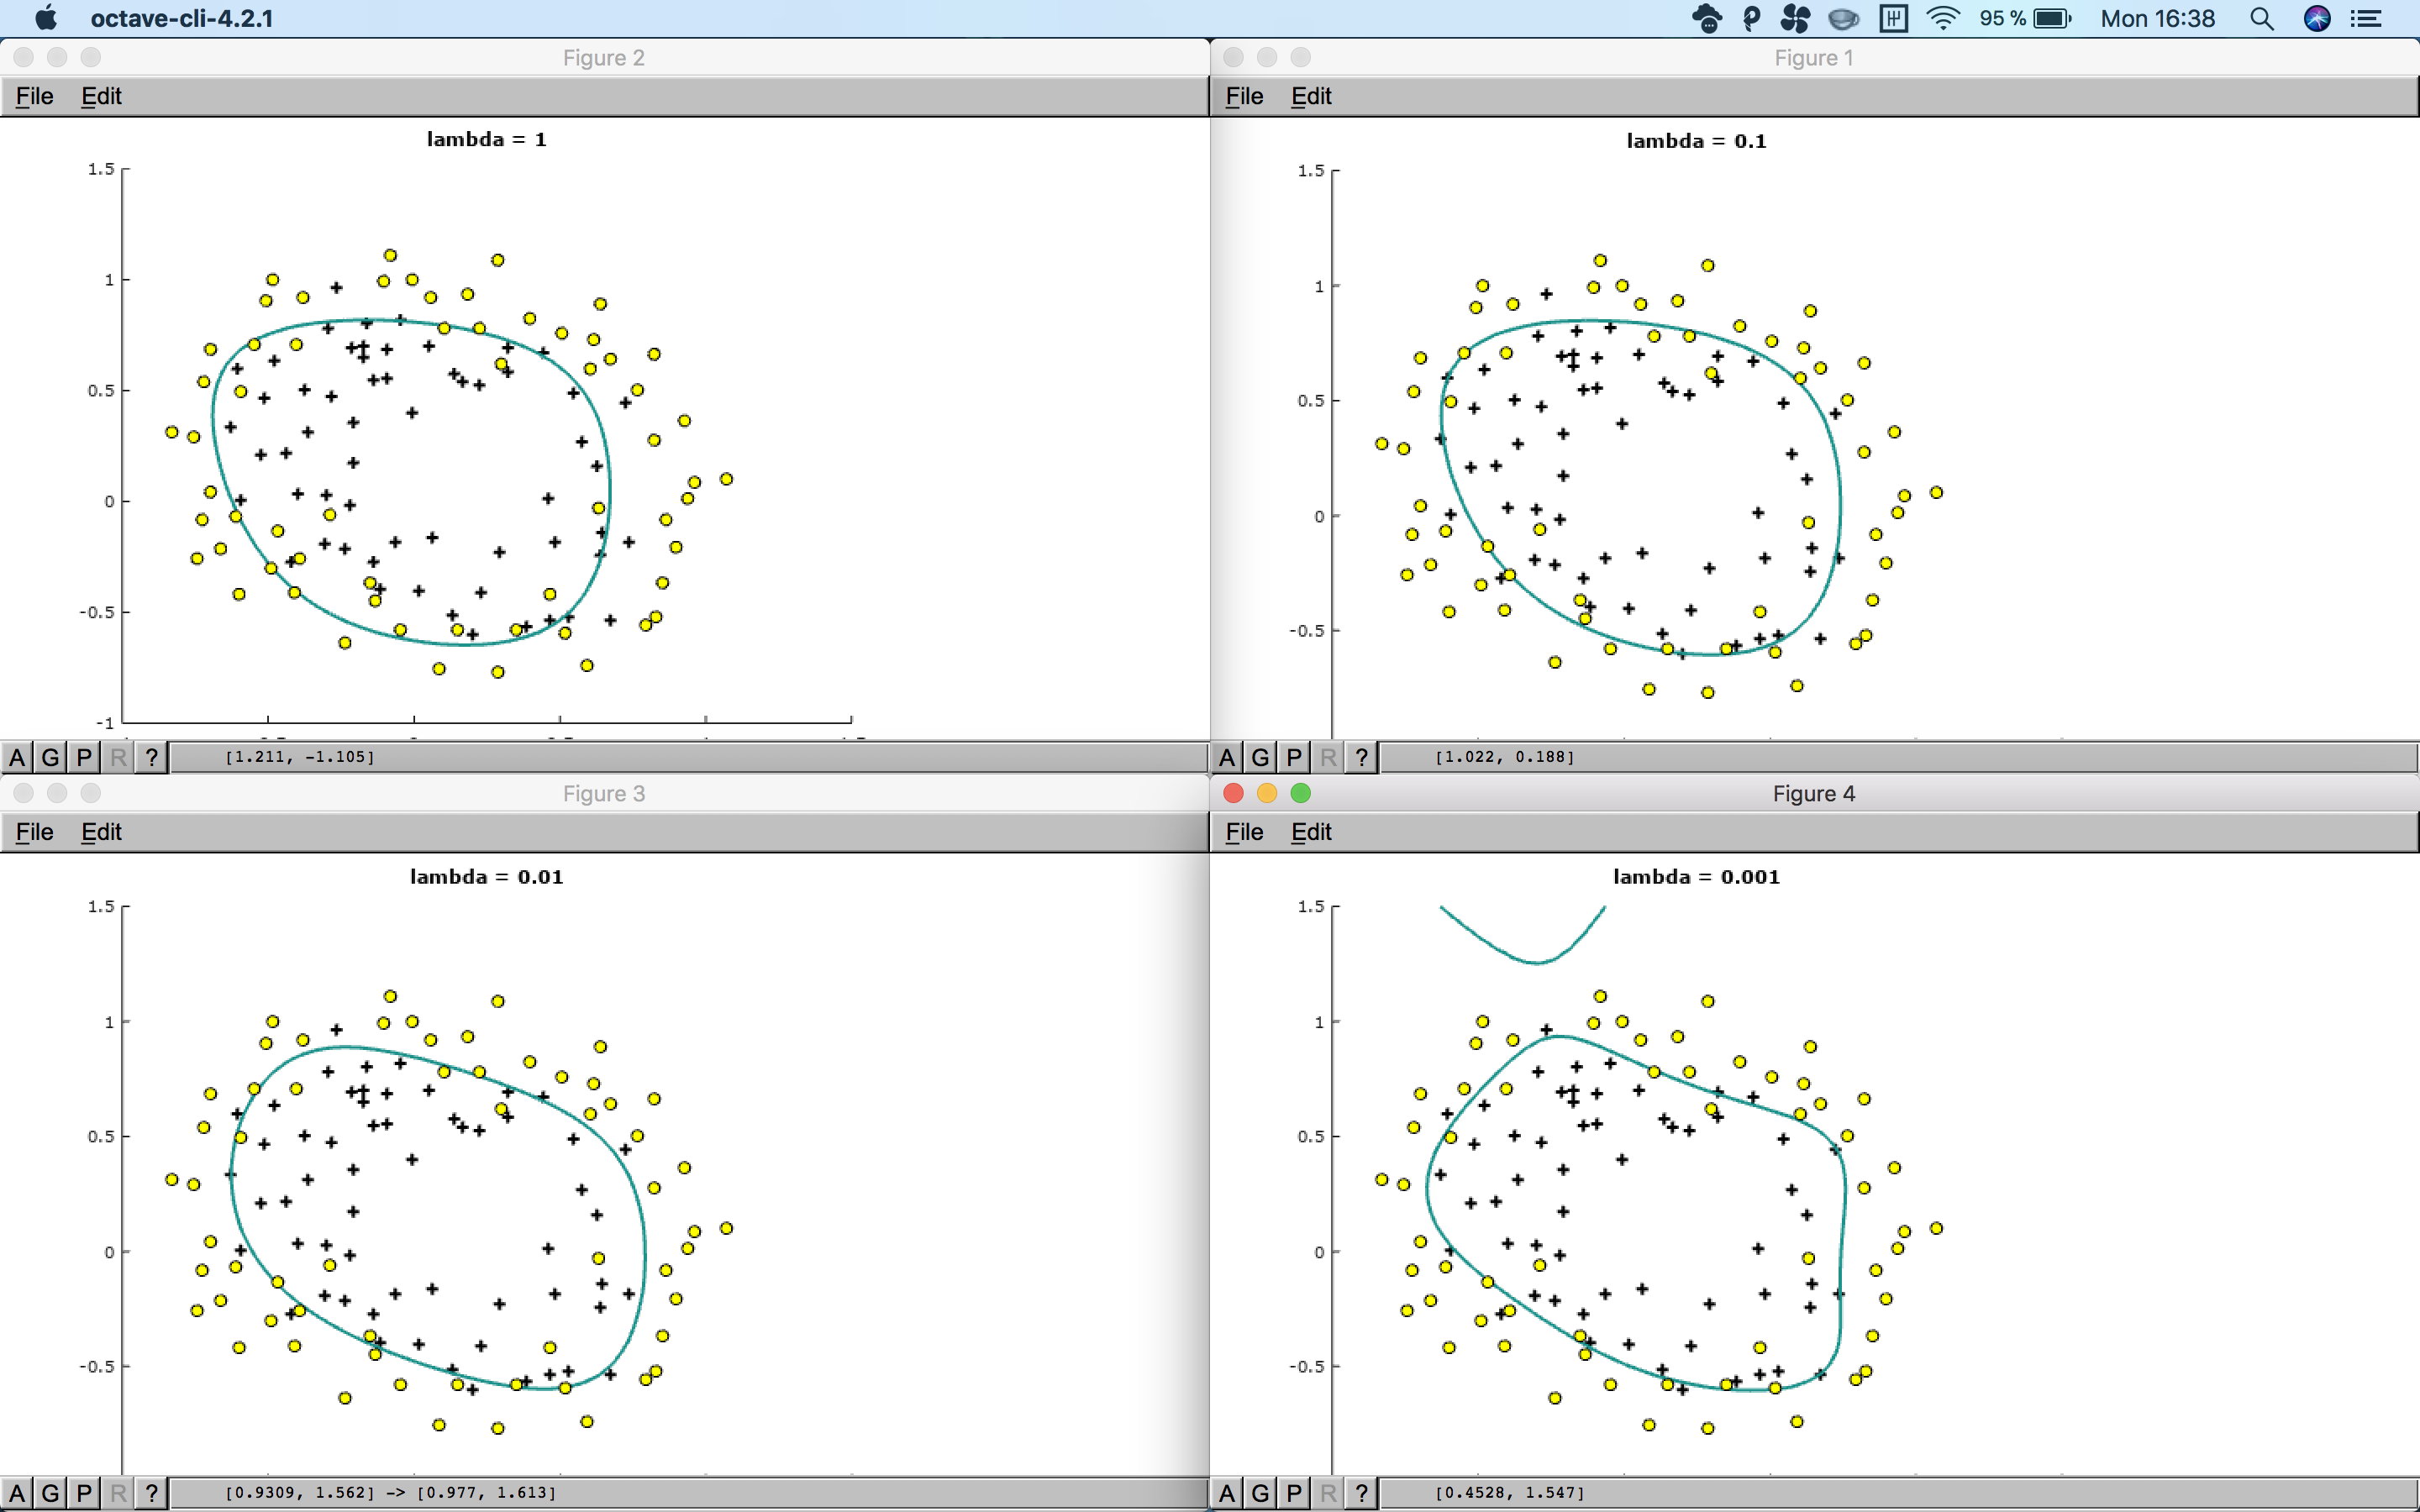 octave-cli-4.2.1
95 %
Mon 16:38
Figure 2
File Edit
lambda = 1
1.5
1
0.5
0
-0.5
-1
A G P R ? [1.211, -1.105]
Figure 1
File Edit
lambda = 0.1
1.5
1
0.5
0
-0.5
A G P R ? [1.022, 0.188]
Figure 3
File Edit
lambda = 0.01
1.5
1
0.5
0
-0.5
A G P R ? [0.9309, 1.562] -> [0.977, 1.613]
Figure 4
File Edit
lambda = 0.001
1.5
1
0.5
0
-0.5
A G P R ? [0.4528, 1.547]